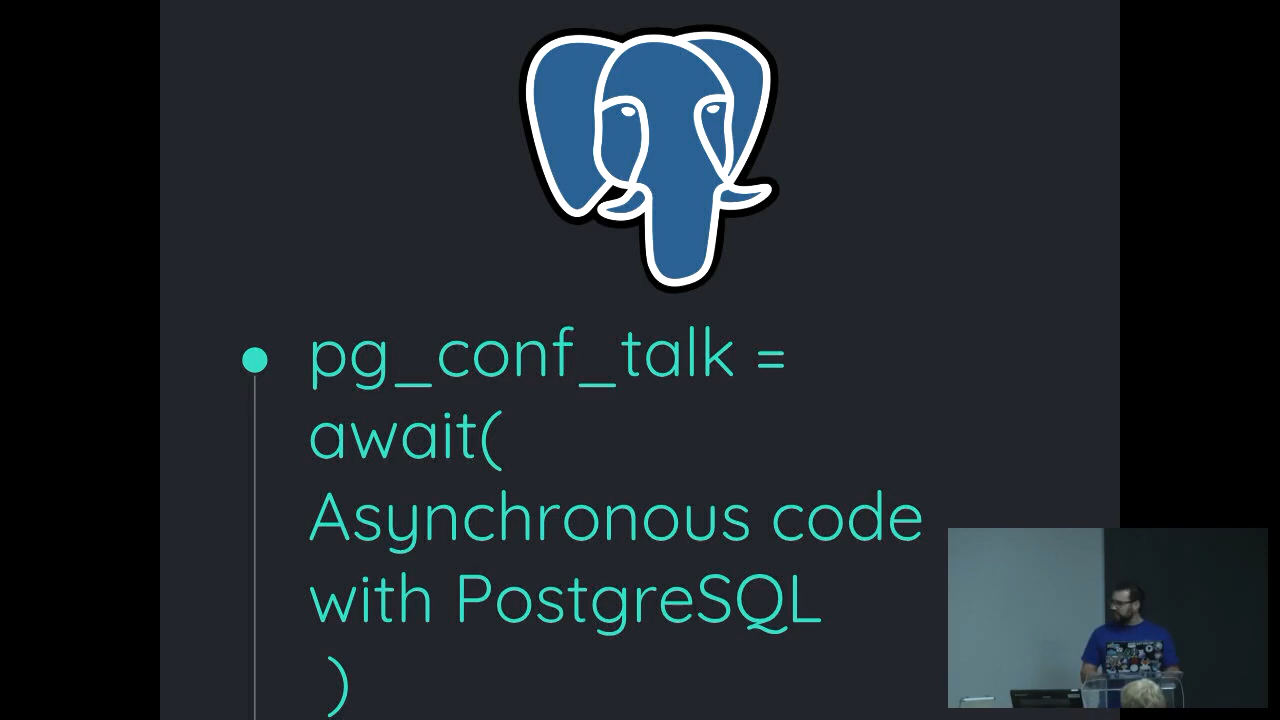 pg_conf_talk =
await(
Asynchronous code
with PostgreSQL
)